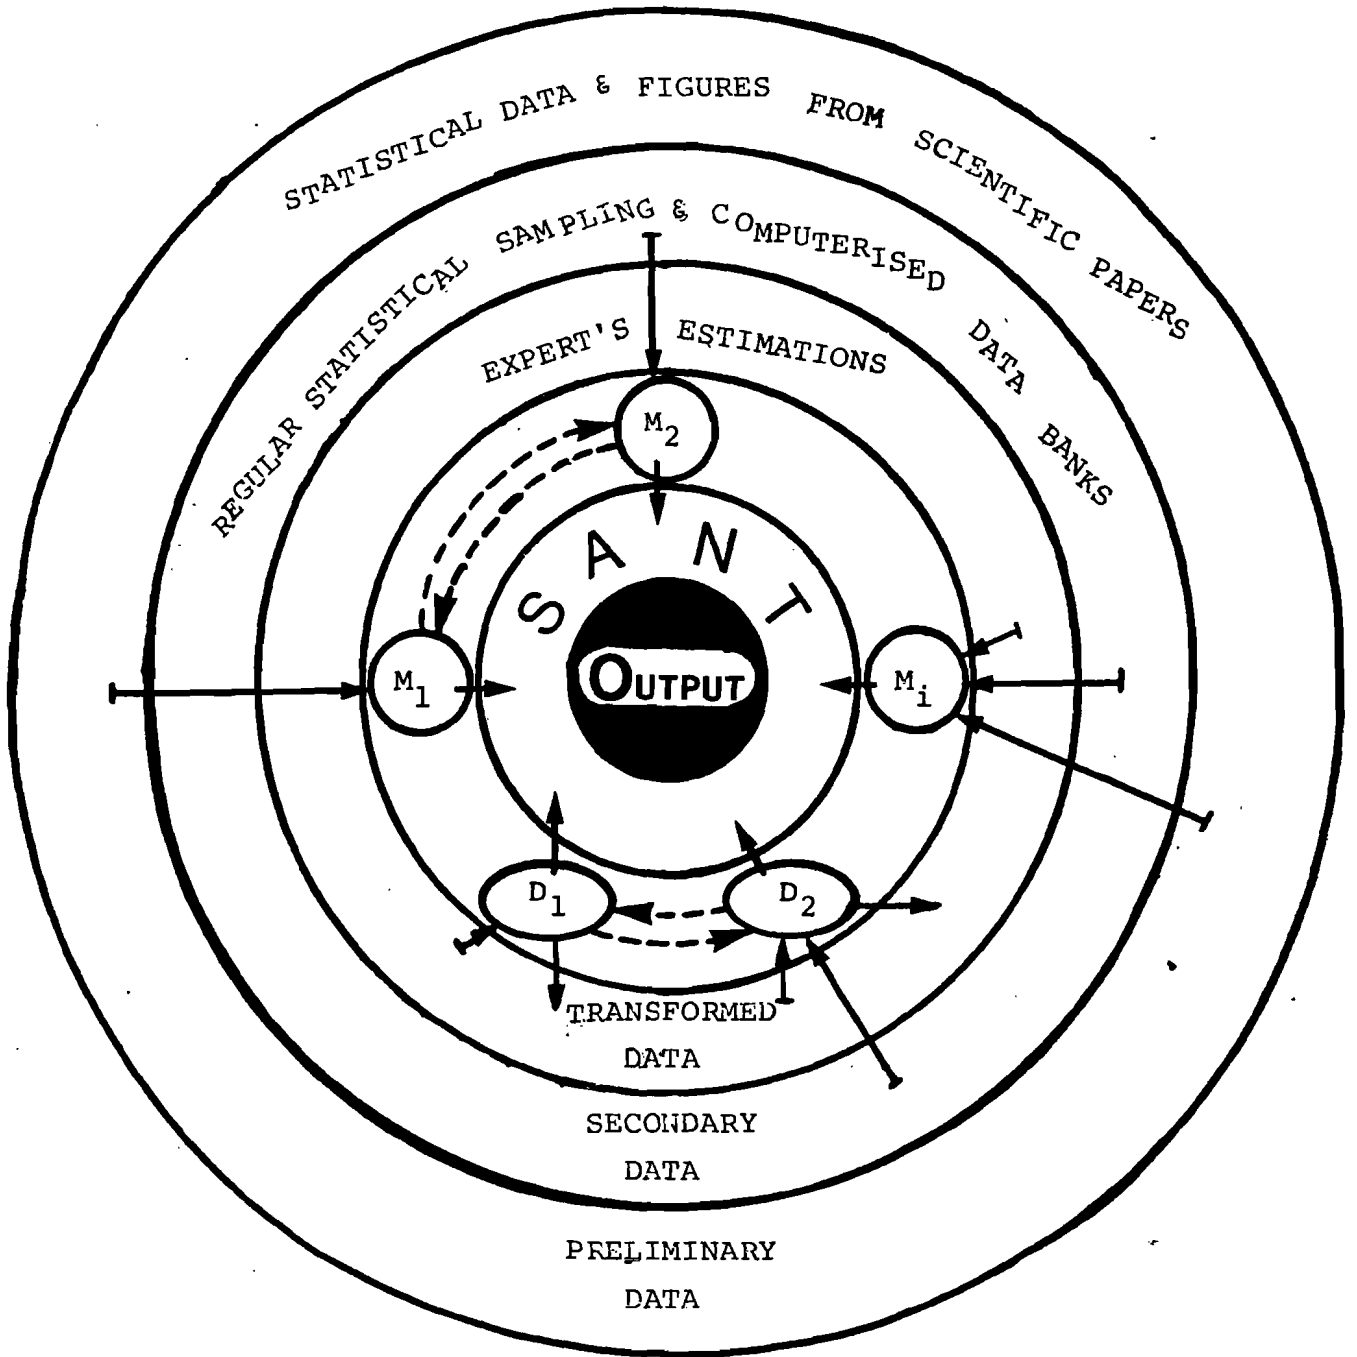 STATISTICAL DATA & FIGURES FROM SCIENTIFIC PAPERS
REGULAR STATISTICAL SAMPLING & COMPUTERISED DATA BANKS
EXPERT'S ESTIMATIONS
M2
SANT
M1
OUTPUT
Mi
D1
D2
TRANSFORMED
DATA
SECONDARY
DATA
PRELIMINARY
DATA